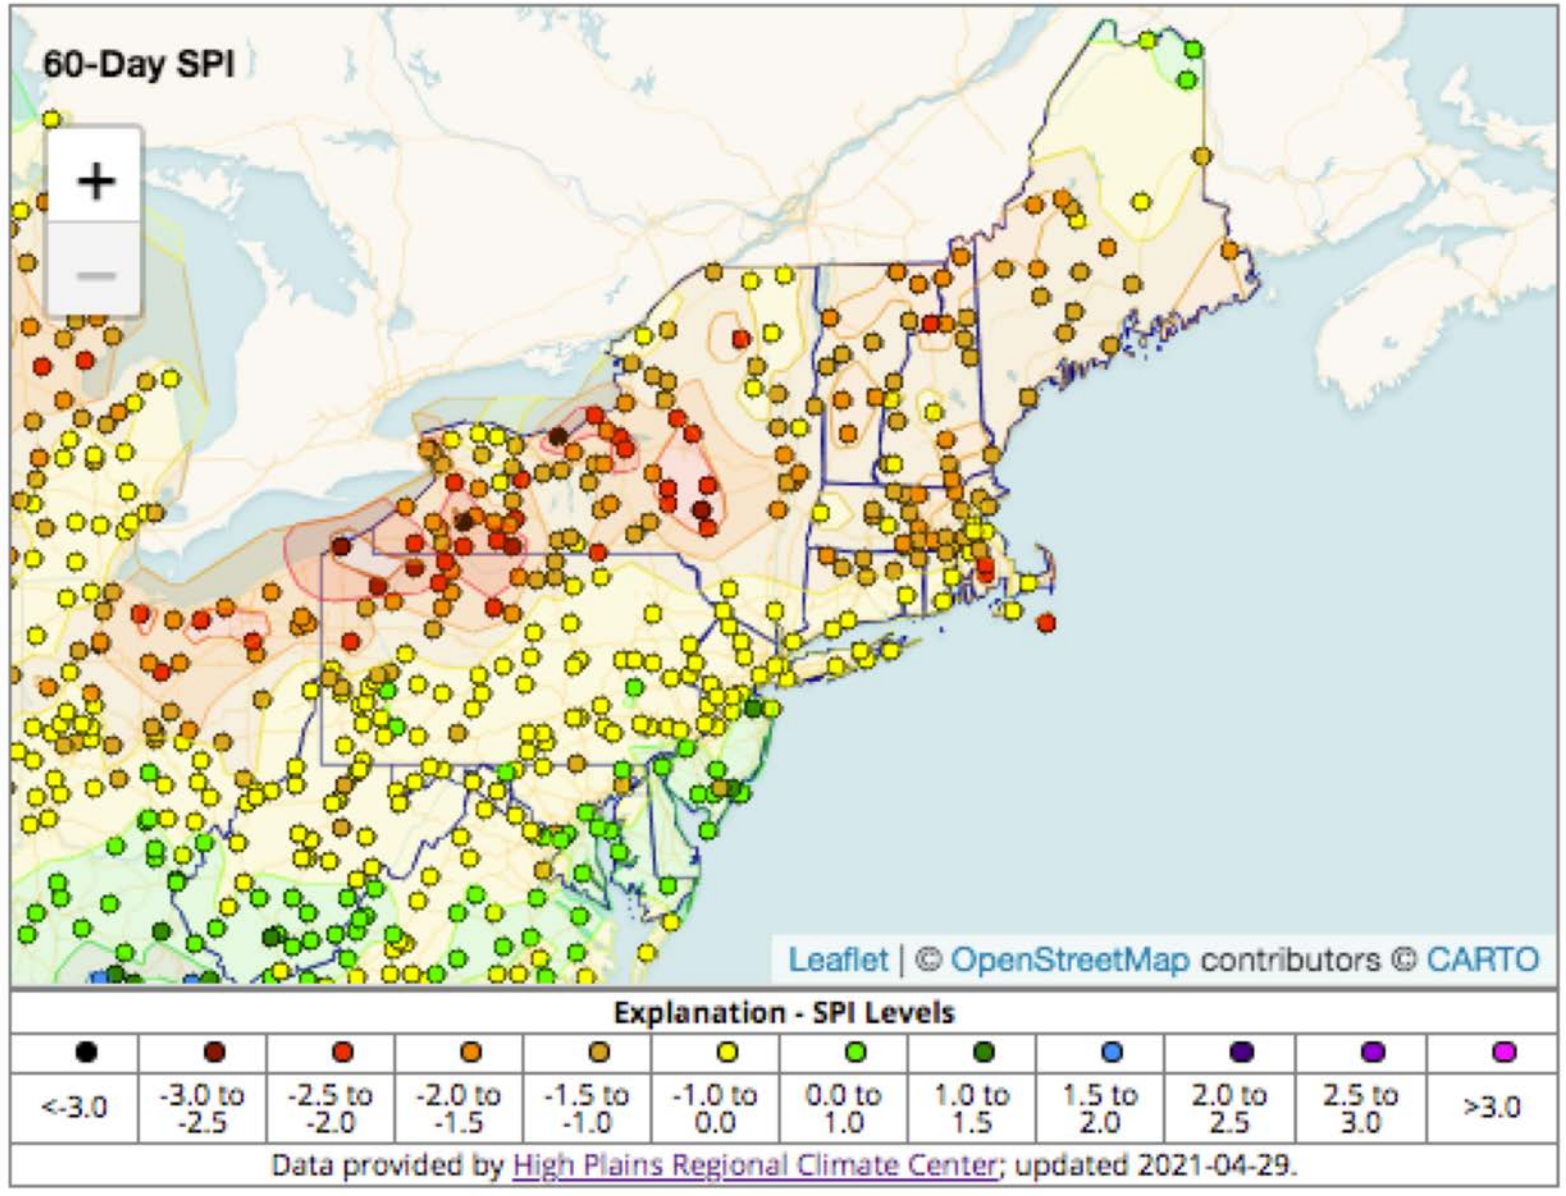 60-Day SPI
+
−
Leaflet | © OpenStreetMap contributors © CARTO
Explanation - SPI Levels
<-3.0
-3.0 to
-2.5
-2.5 to
-2.0
-2.0 to
-1.5
-1.5 to
-1.0
-1.0 to
0.0
0.0 to
1.0
1.0 to
1.5
1.5 to
2.0
2.0 to
2.5
2.5 to
3.0
>3.0
Data provided by High Plains Regional Climate Center; updated 2021-04-29.